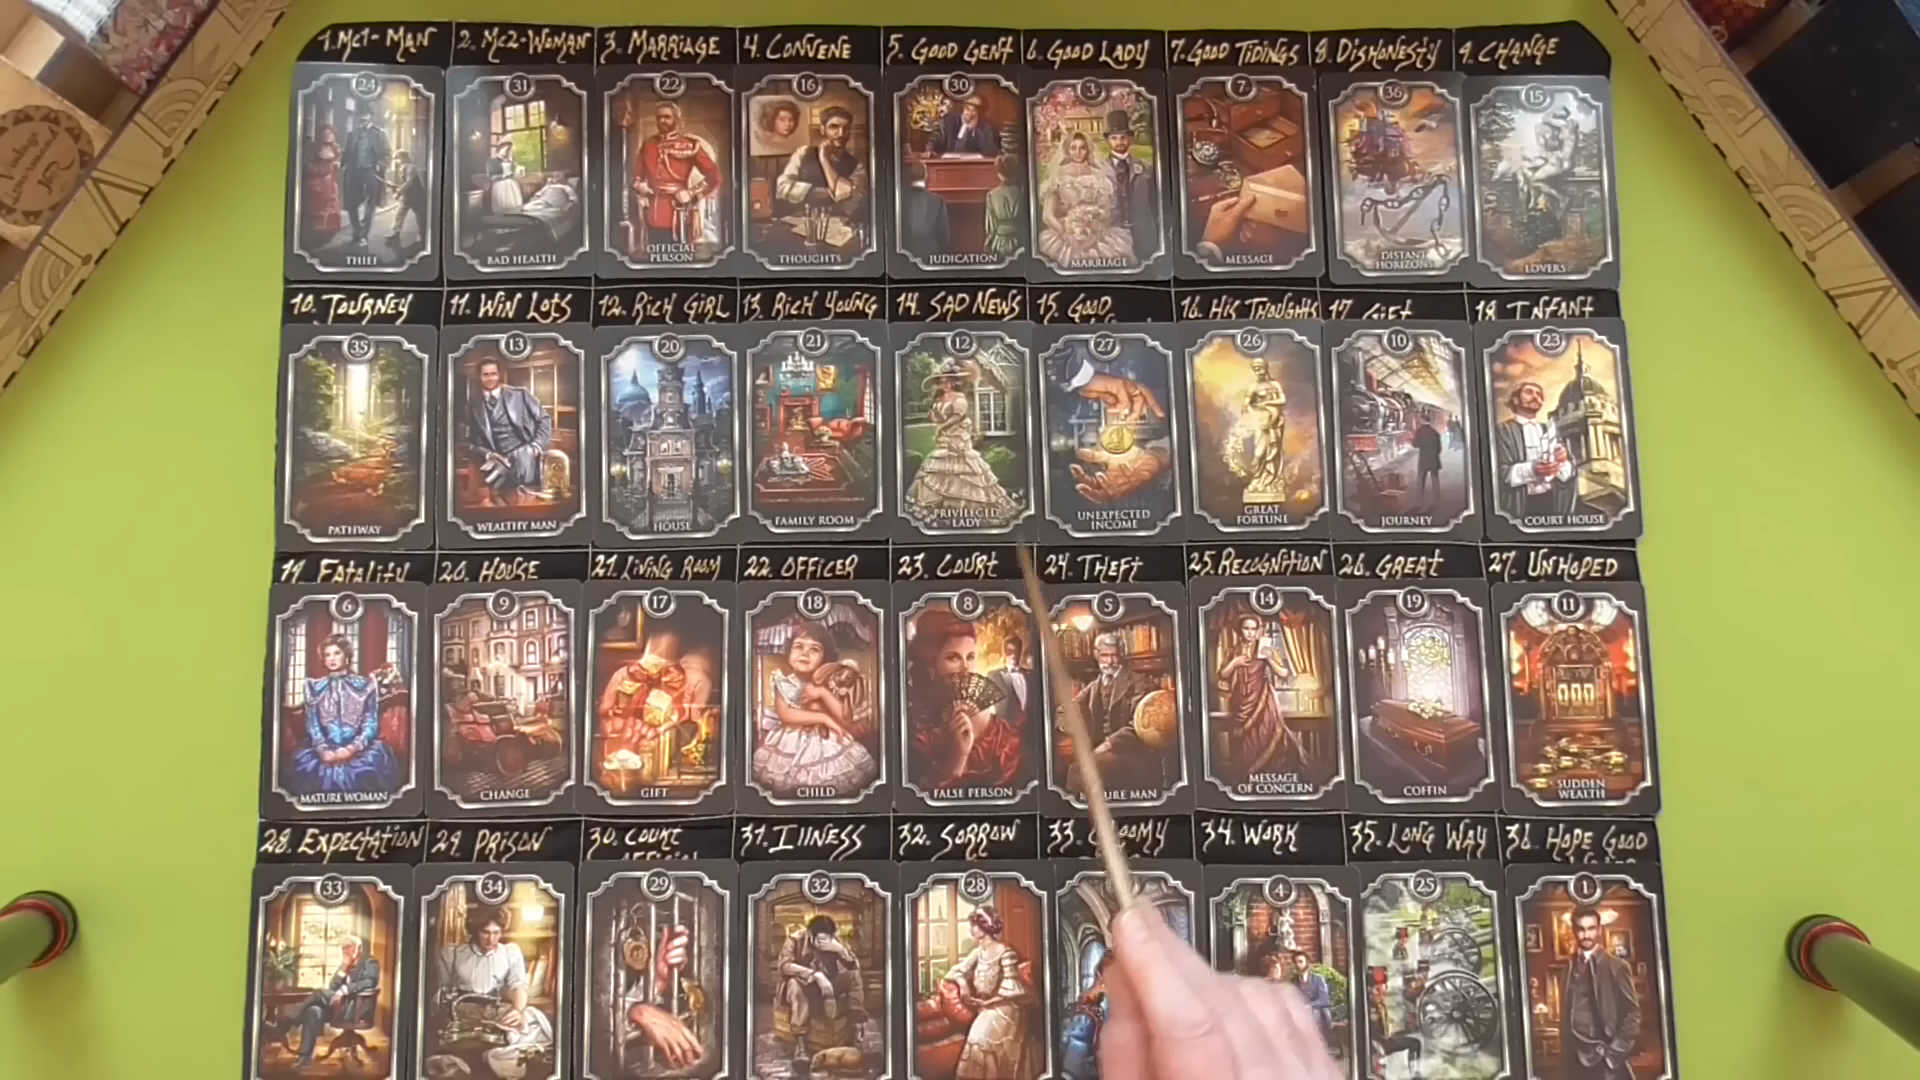 1. MC1-MAN
2. MC2-WOMAN
3. MARRIAGE
4. CONVENE
5. GOOD GENT
6. GOOD LADY
7. GOOD TIDINGS
8. DISHONESTY
9. CHANGE
24
31
22
16
30
3
7
36
15
THIEF
BAD HEALTH
OFFICIAL
PERSON
THOUGHTS
JUDICATION
MARRIAGE
MESSAGE
DISTANT
HORIZONS
LOVERS
10. JOURNEY
11. WIN LOTS
12. RICH GIRL
13. RICH YOUNG
14. SAD NEWS
15. GOOD
16. HIS THOUGHTS
17 GIFT
18 INFANT
35
13
20
21
12
27
26
10
23
PATHWAY
WEALTHY MAN
HOUSE
FAMILY ROOM
PRIVILEGED
LADY
UNEXPECTED
INCOME
GREAT
FORTUNE
JOURNEY
COURT HOUSE
19 FATALITY
20. HOUSE
21. LIVING ROOM
22. OFFICER
23. COURT
24. THEFT
25. RECOGNITION
26. GREAT
27. UNHOPED
6
9
17
18
8
5
14
19
11
MATURE WOMAN
CHANGE
GIFT
CHILD
FALSE PERSON
MATURE MAN
MESSAGE
OF CONCERN
COFFIN
SUDDEN
WEALTH
28. EXPECTATION
29. PRISON
30. COURT
OFFICIAL
31. ILLNESS
32. SORROW
33. GLOOMY
34. WORK
35. LONG WAY
36. HOPE GOOD
33
34
29
32
28
4
25
1